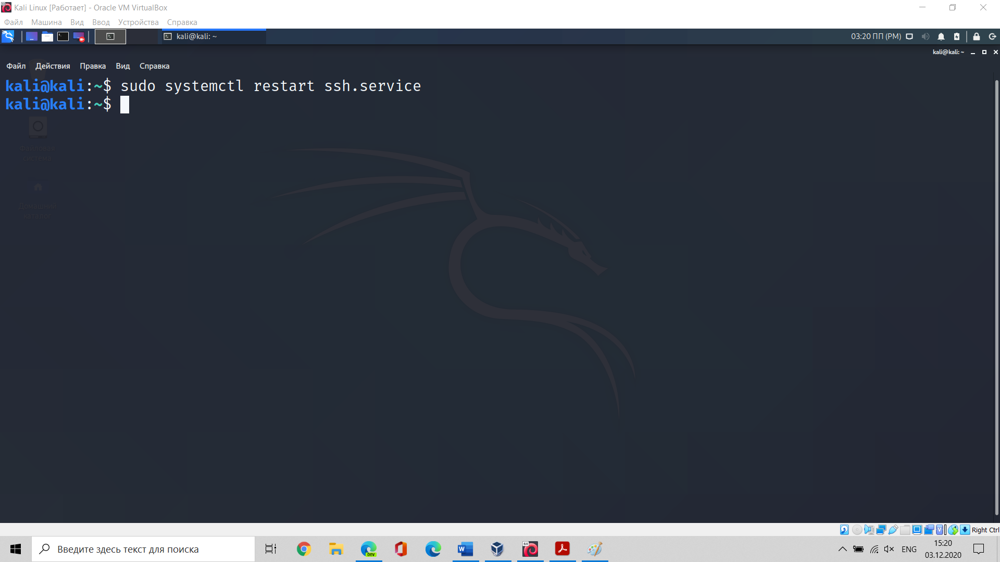 Kali Linux [Работает] - Oracle VM VirtualBox
Файл Машина Вид Ввод Устройства Справка
kali@kali: ~
03:20 ПП (PM)
kali@kali: ~
Файл Действия Правка Вид Справка
kali@kali:~$ sudo systemctl restart ssh.service
kali@kali:~$
Файловая
система
Домашний
каталог
Right Ctrl
Введите здесь текст для поиска
DEV
64
ENG
15:20
03.12.2020